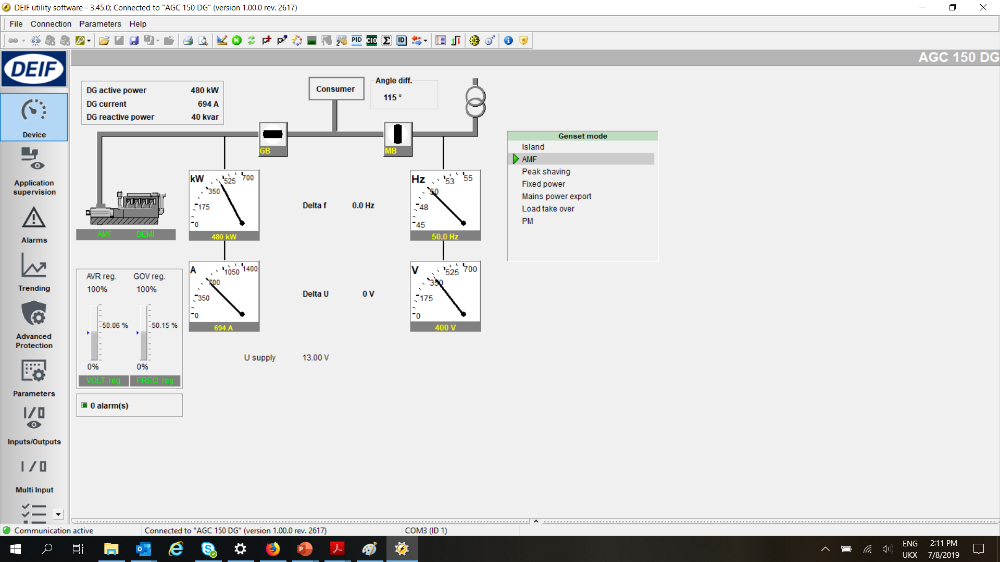 DEIF utility software - 3.45.0; Connected to "AGC 150 DG" (version 1.00.0 rev. 2617)
File Connection Parameters Help
N PID CIO Σ ID
AGC 150 DG
DEIF
Device
Application
supervision
Alarms
Trending
Advanced
Protection
Parameters
Inputs/Outputs
I / 0
Multi Input
DG active power 480 kW
DG current 694 A
DG reactive power 40 kvar
Consumer
Angle diff.
115 °
GB
MB
AMF SEMI
kW
0 175 350 525 700
480 kW
Delta f 0.0 Hz
Hz
45 48 50 53 55
50.0 Hz
A
0 350 700 1050 1400
694 A
Delta U 0 V
V
0 175 350 525 700
400 V
U supply 13.00 V
AVR reg. GOV reg.
100% 100%
50.06 % 50.15 %
0% 0%
VOLT. reg FREQ. reg
0 alarm(s)
Genset mode
Island
AMF
Peak shaving
Fixed power
Mains power export
Load take over
PM
Communication active
Connected to "AGC 150 DG" (version 1.00.0 rev. 2617)
COM3 (ID 1)
ENG
UKX
2:11 PM
7/8/2019